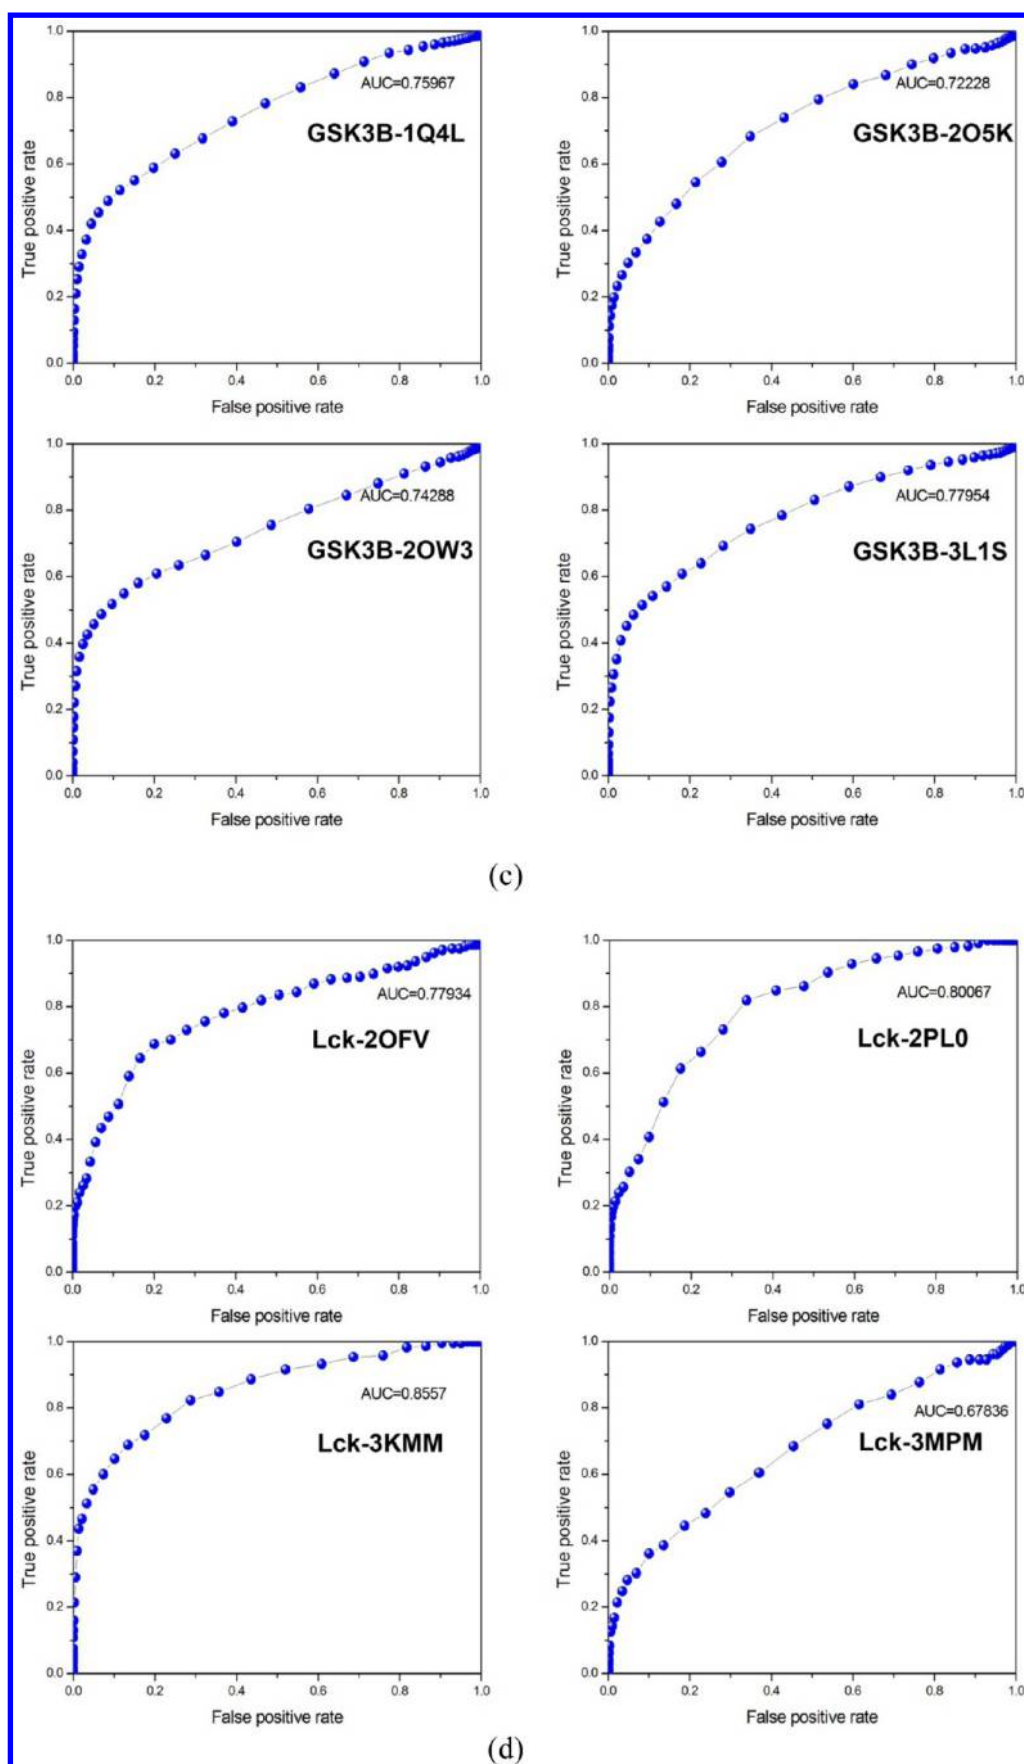 True positive rate
1.0
0.8
0.6
0.4
0.2
0.0
AUC=0.75967
GSK3B-1Q4L
0.0 0.2 0.4 0.6 0.8 1.0
False positive rate
True positive rate
1.0
0.8
0.6
0.4
0.2
0.0
AUC=0.72228
GSK3B-2O5K
0.0 0.2 0.4 0.6 0.8 1.0
False positive rate
True positive rate
1.0
0.8
0.6
0.4
0.2
0.0
AUC=0.74288
GSK3B-2OW3
0.0 0.2 0.4 0.6 0.8 1.0
False positive rate
True positive rate
1.0
0.8
0.6
0.4
0.2
0.0
AUC=0.77954
GSK3B-3L1S
0.0 0.2 0.4 0.6 0.8 1.0
False positive rate
(c)
True positive rate
1.0
0.8
0.6
0.4
0.2
0.0
AUC=0.77934
Lck-2OFV
0.0 0.2 0.4 0.6 0.8 1.0
False positive rate
True positive rate
1.0
0.8
0.6
0.4
0.2
0.0
AUC=0.80067
Lck-2PL0
0.0 0.2 0.4 0.6 0.8 1.0
False positive rate
True positive rate
1.0
0.8
0.6
0.4
0.2
0.0
AUC=0.8557
Lck-3KMM
0.0 0.2 0.4 0.6 0.8 1.0
False positive rate
True positive rate
1.0
0.8
0.6
0.4
0.2
0.0
AUC=0.67836
Lck-3MPM
0.0 0.2 0.4 0.6 0.8 1.0
False positive rate
(d)